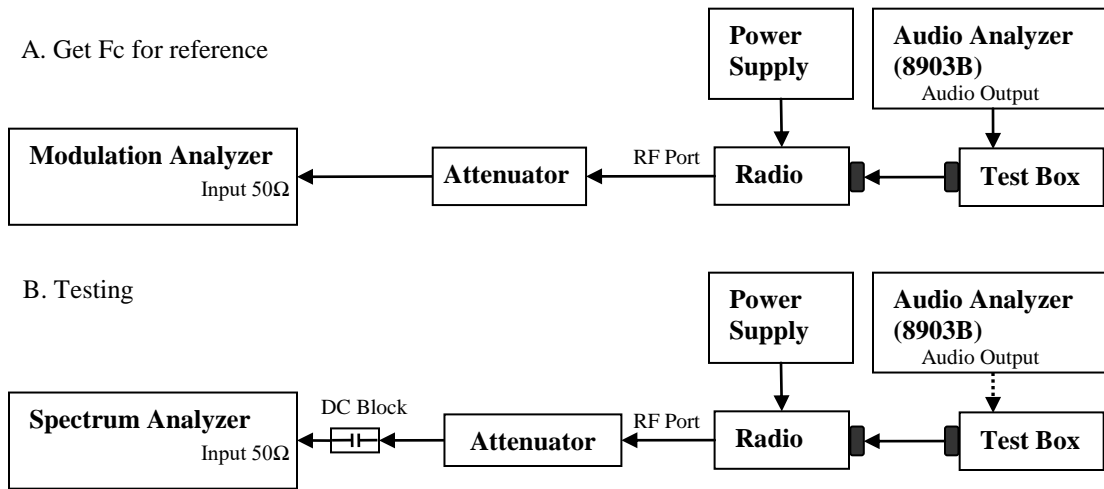 A. Get Fc for reference
Power
Supply
Audio Analyzer
(8903B)
Audio Output
Modulation Analyzer
Input 50Ω
Attenuator
RF Port
Radio
Test Box
B. Testing
Power
Supply
Audio Analyzer
(8903B)
Audio Output
Spectrum Analyzer
Input 50Ω
DC Block
Attenuator
RF Port
Radio
Test Box